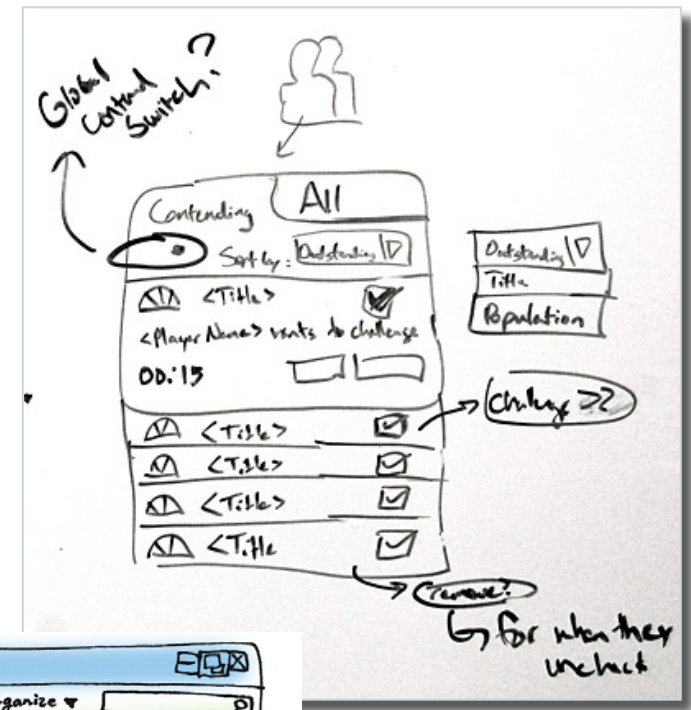 Global
Contend
Switch?
Contending
All
Sort by: Outstanding
<Title>
<Player Name> wants to challenge
00:15
<Title>
<Title>
<Title>
<Title
Outstanding
Title
Population
Challenge >?
remove?
for when they
uncheck
ganize